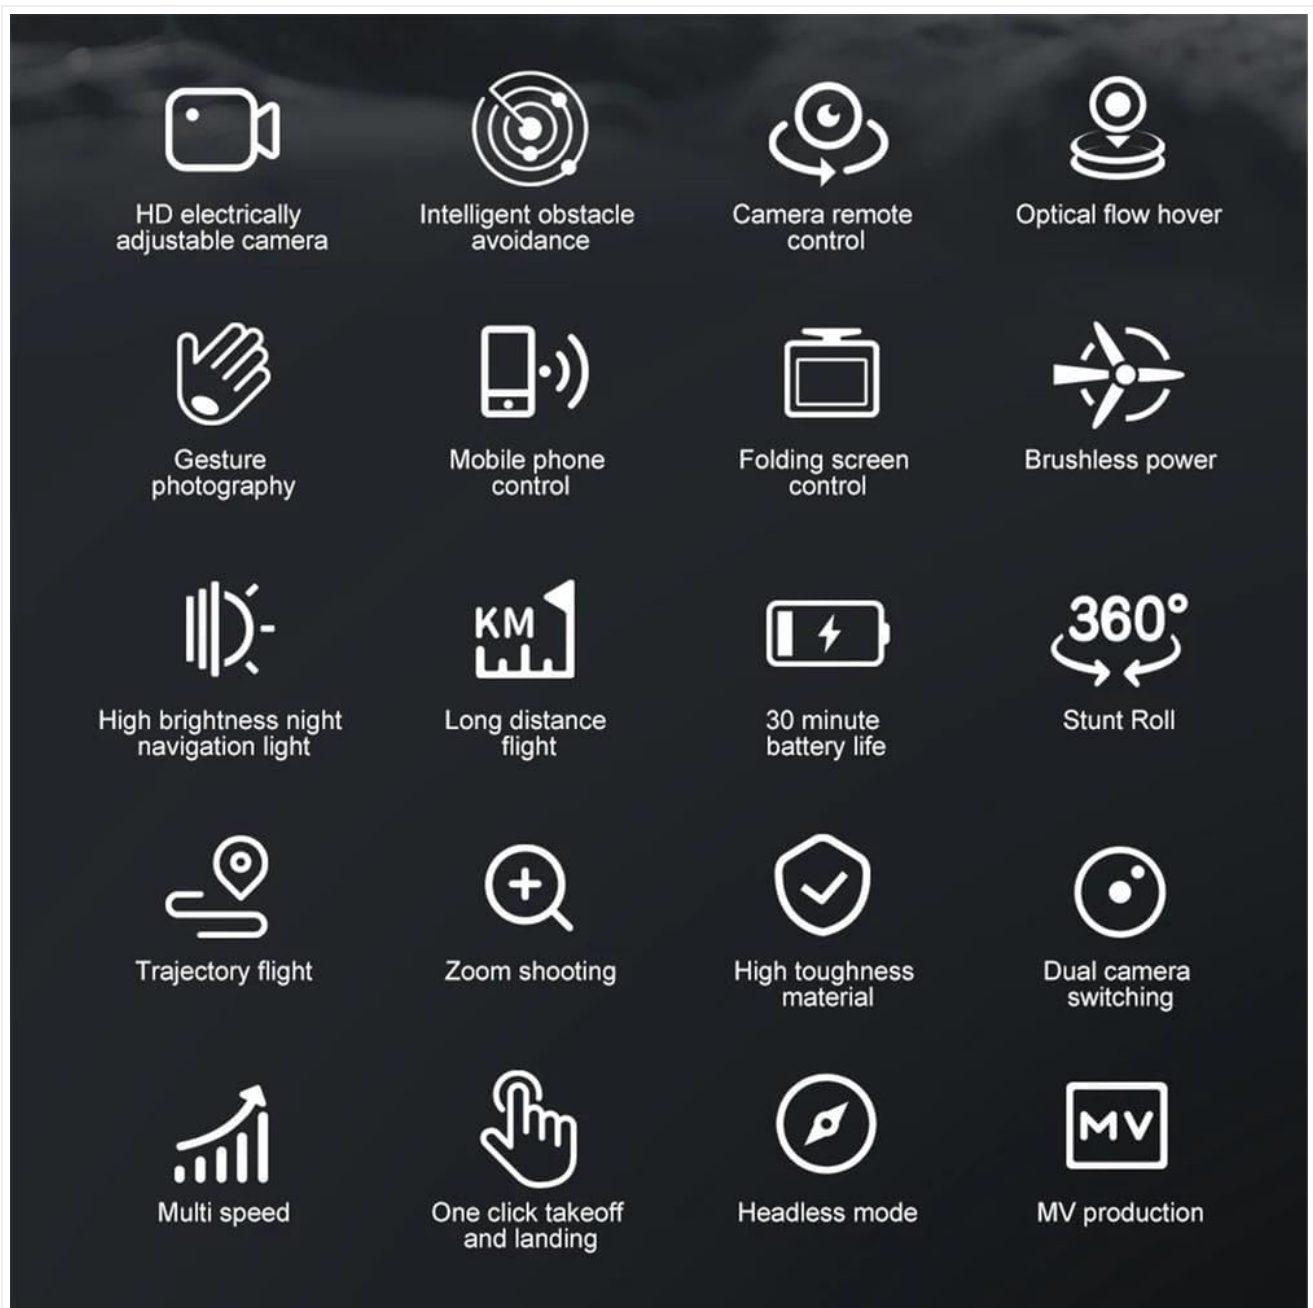 HD electrically
adjustable camera
Intelligent obstacle
avoidance
Camera remote
control
Optical flow hover
Gesture
photography
Mobile phone
control
Folding screen
control
Brushless power
High brightness night
navigation light
KM
Long distance
flight
30 minute
battery life
360°
Stunt Roll
Trajectory flight
Zoom shooting
High toughness
material
Dual camera
switching
Multi speed
One click takeoff
and landing
Headless mode
MV
MV production